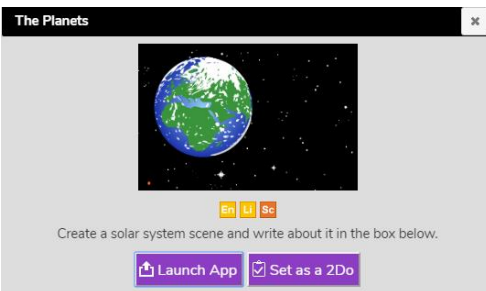 The Planets
En Li Sc
Create a solar system scene and write about it in the box below.
Launch App Set as a 2Do